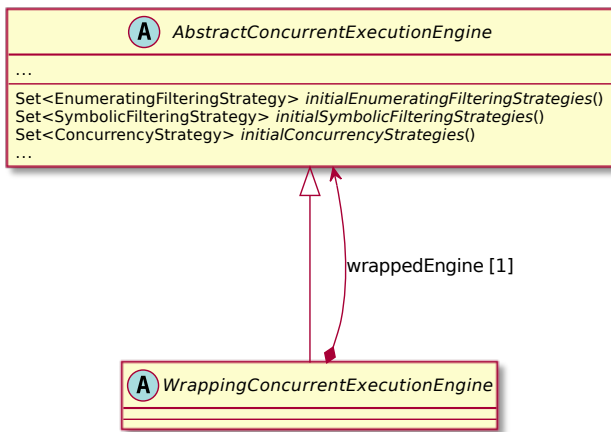 A AbstractConcurrentExecutionEngine
...
Set<EnumeratingFilteringStrategy> initialEnumeratingFilteringStrategies()
Set<SymbolicFilteringStrategy> initialSymbolicFilteringStrategies()
Set<ConcurrencyStrategy> initialConcurrencyStrategies()
...
wrappedEngine [1]
A WrappingConcurrentExecutionEngine